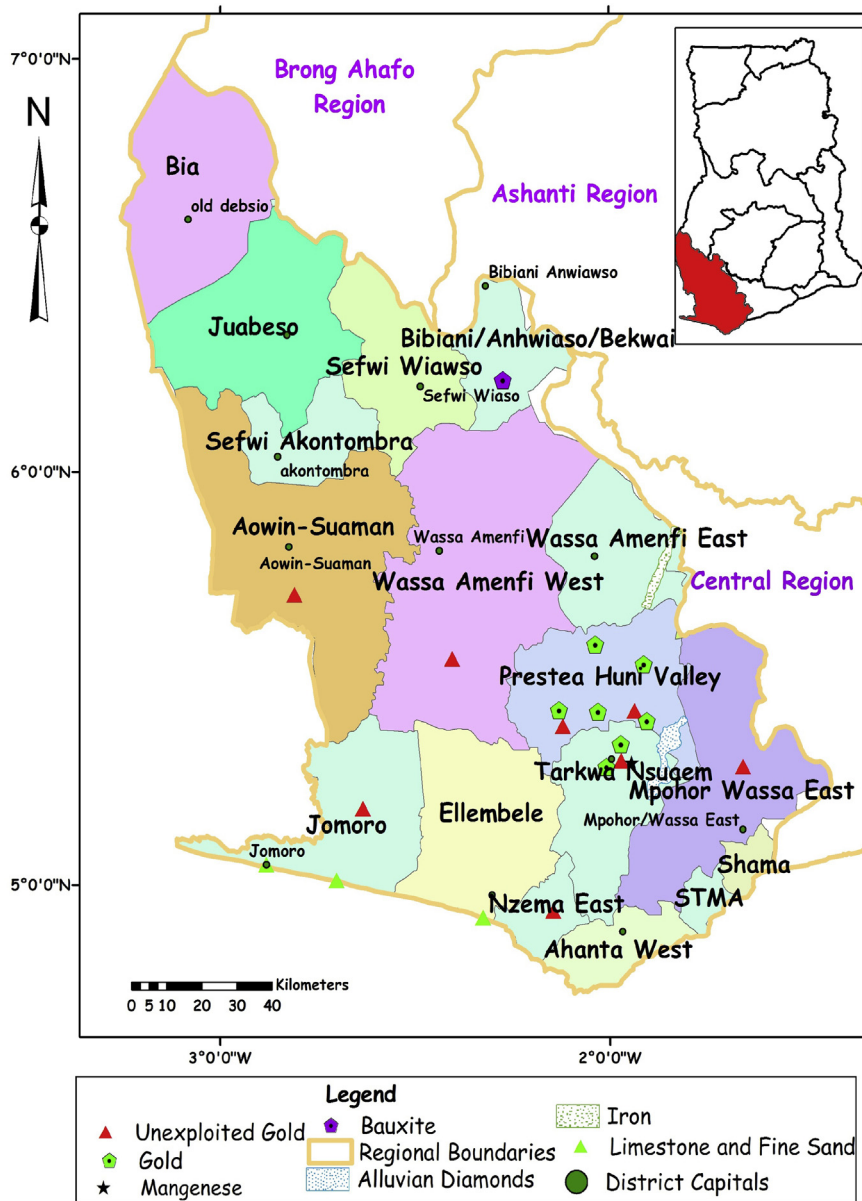 7°0'0"N
Brong Ahafo
Region
N
Bia
old debsio
Ashanti Region
Bibiani Anwiawso
Juabeso
Bibiani/Anhwiaso/Bekwai
Sefwi Wiawso
Sefwi Wiaso
Sefwi Akontombra
akontombra
6°0'0"N
Aowin-Suaman
Aowin-Suaman
Wassa Amenfi
Wassa Amenfi East
Wassa Amenfi West
Central Region
Prestea Huni Valley
Tarkwa Nsuaem
Mpohor Wassa East
Mpohor/Wassa East
Ellembele
Jomoro
Jomoro
Shama
5°0'0"N
STMA
Nzema East
Ahanta West
Kilometers
0 5 10 20 30 40
3°0'0"W
2°0'0"W
Legend
Unexploited Gold
Gold
Mangenese
Bauxite
Regional Boundaries
Alluvian Diamonds
Iron
Limestone and Fine Sand
District Capitals